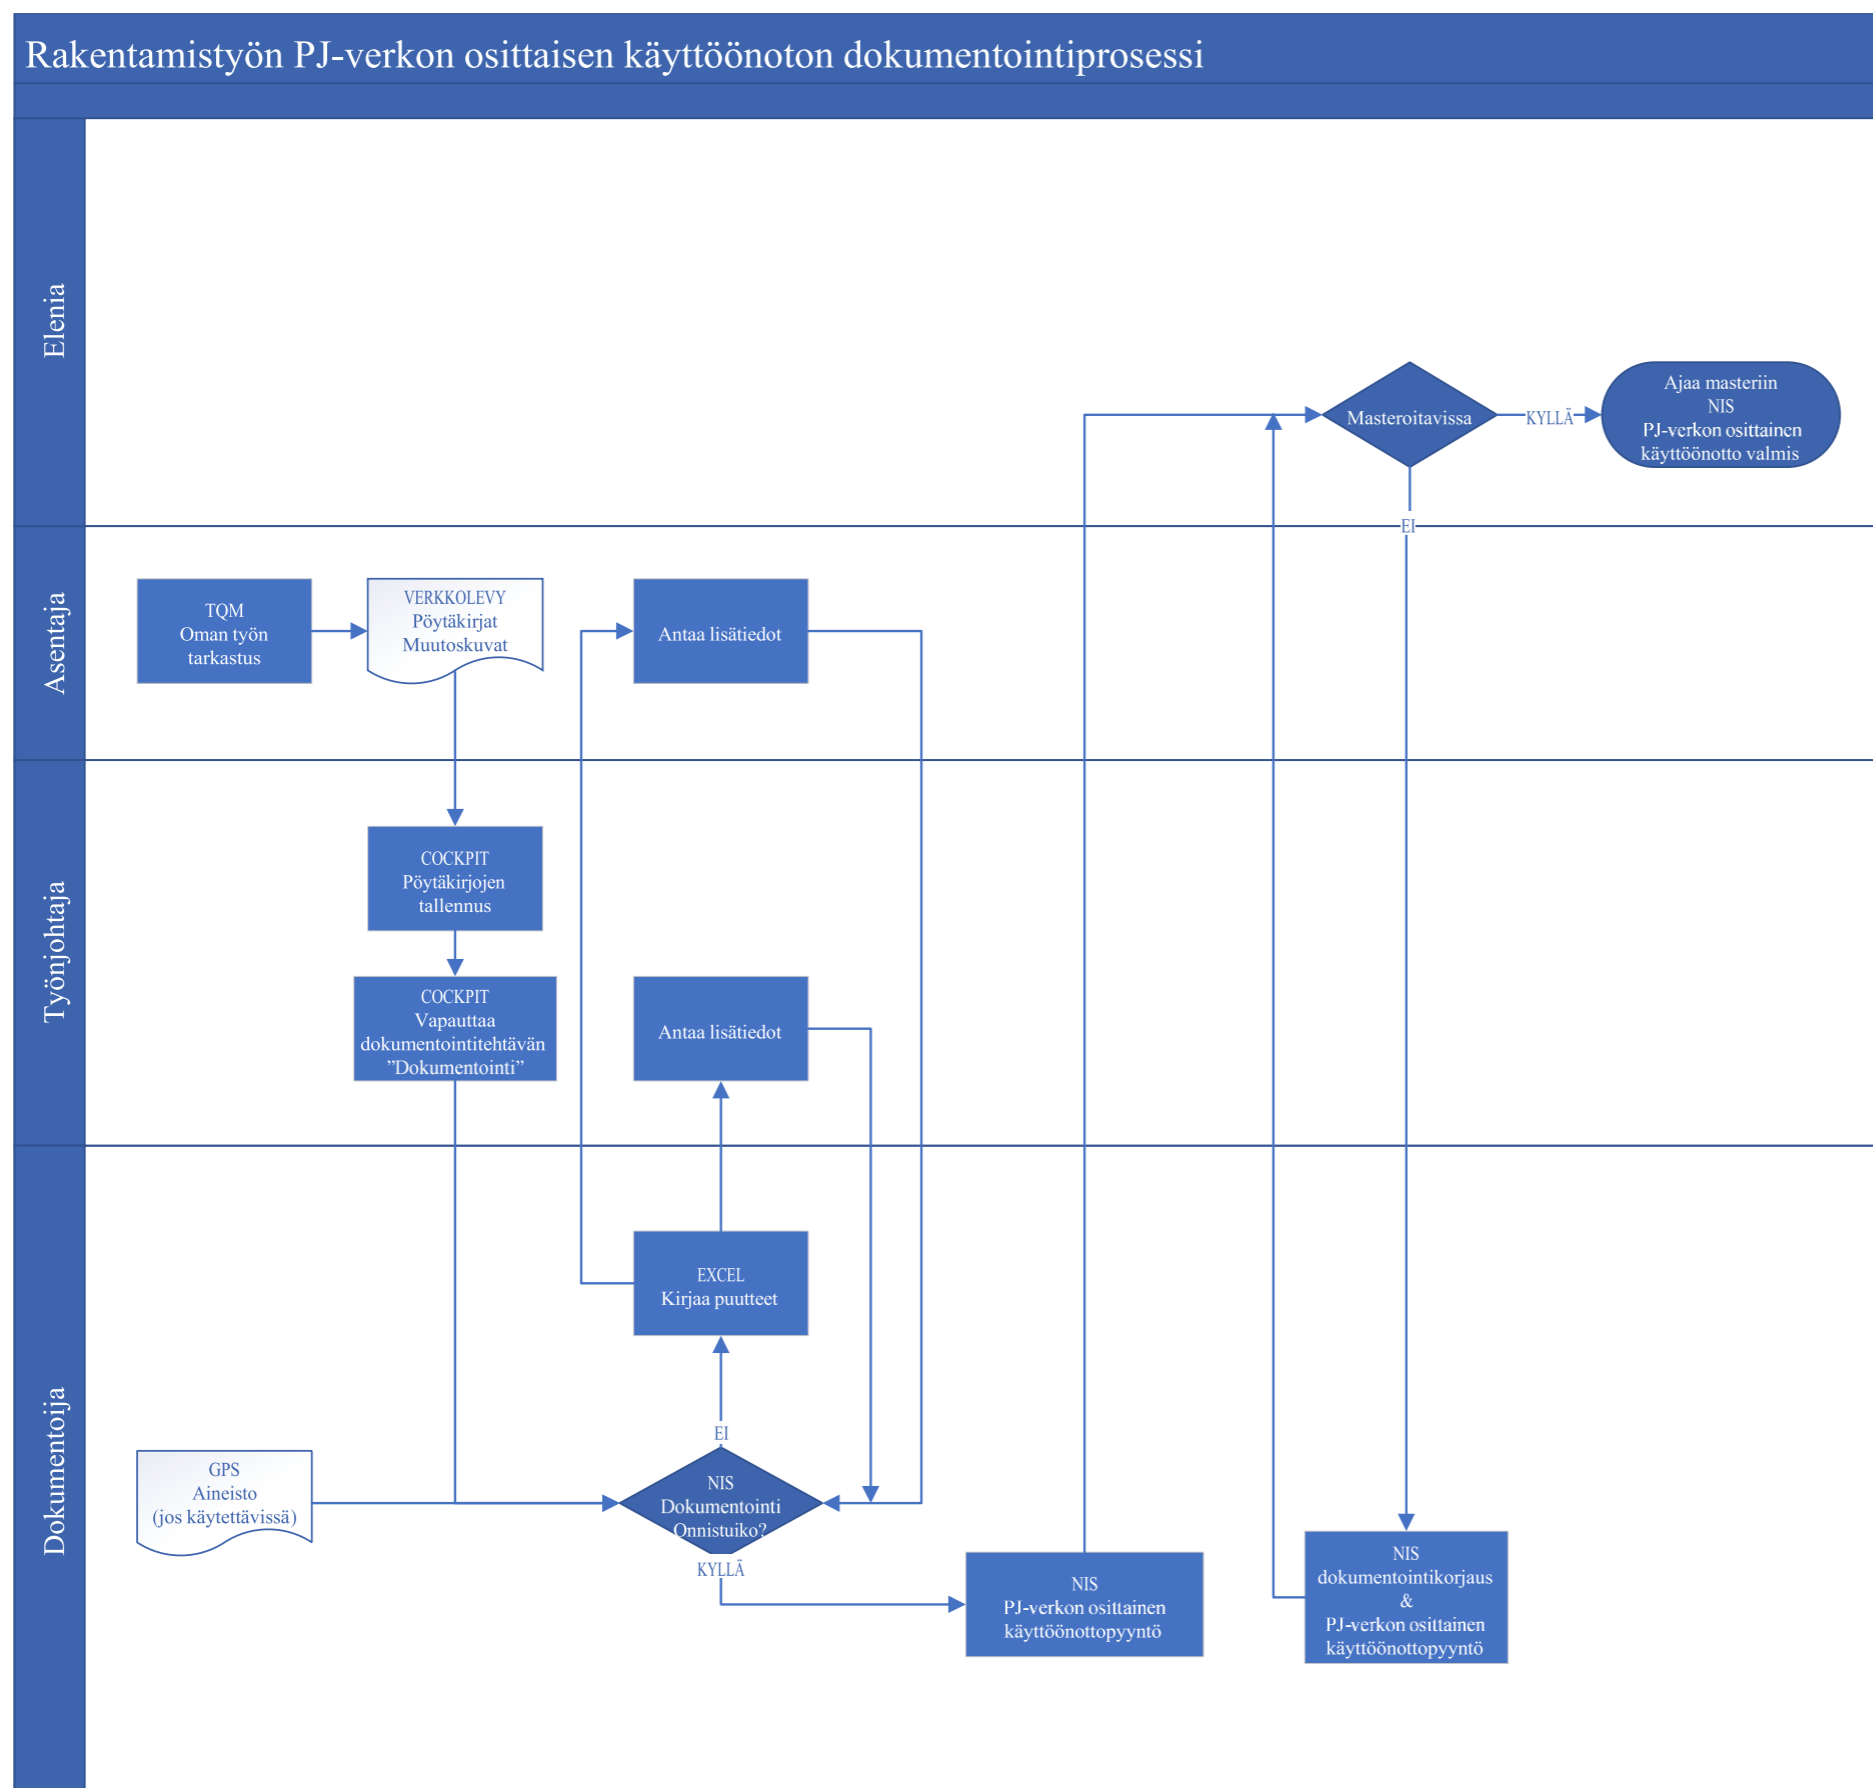 Rakentamistyön PJ-verkon osittaisen käyttöönoton dokumentointiprosessi
Elenia
Masteroitavissa
KYLLÄ
Ajaa masteriin
NIS
PJ-verkon osittainen
käyttöönotto valmis
EI
Asentaja
TQM
Oman työn
tarkastus
VERKKOLEVY
Pöytäkirjat
Muutoskuvat
Antaa lisätiedot
Työnjohtaja
COCKPIT
Pöytäkirjojen
tallennus
COCKPIT
Vapauttaa
dokumentointitehtävän
”Dokumentointi”
Antaa lisätiedot
Dokumentoija
EXCEL
Kirjaa puutteet
EI
GPS
Aineisto
(jos käytettävissä)
NIS
Dokumentointi
Onnistuiko?
KYLLÄ
NIS
PJ-verkon osittainen
käyttöönottopyyntö
NIS
dokumentointikorjaus
&
PJ-verkon osittainen
käyttöönottopyyntö